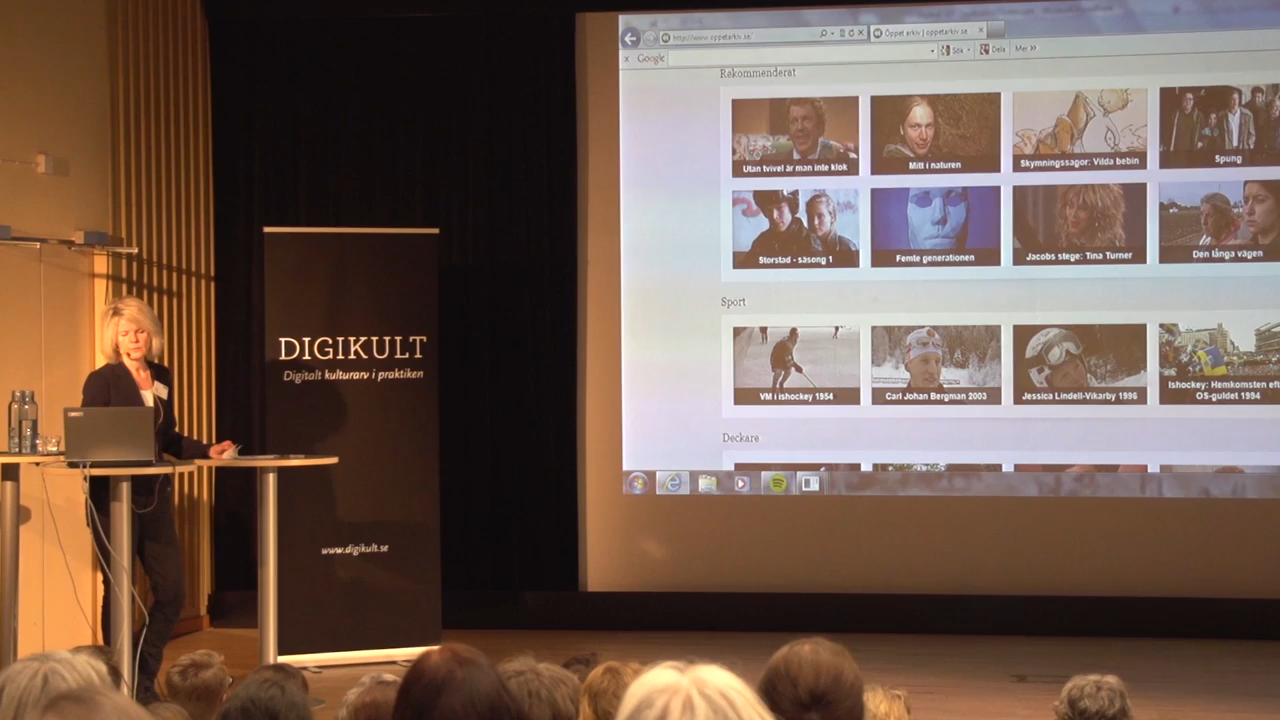 http://www.oppetarkiv.se/
Öppet arkiv | oppetarkiv.se
x Google
Sök
Dela
Mer »
Rekommenderat
Utan tvivel är man inte klok
Mitt i naturen
Skymningssagor: Vilda bebin
Spung
Storstad - säsong 1
Femte generationen
Jacobs stege: Tina Turner
Den långa vägen
Sport
VM i ishockey 1954
Carl Johan Bergman 2003
Jessica Lindell-Vikarby 1996
Ishockey: Hemkomsten eft
OS-guldet 1994
Deckare
DIGIKULT
Digitalt kulturarv i praktiken
www.digikult.se